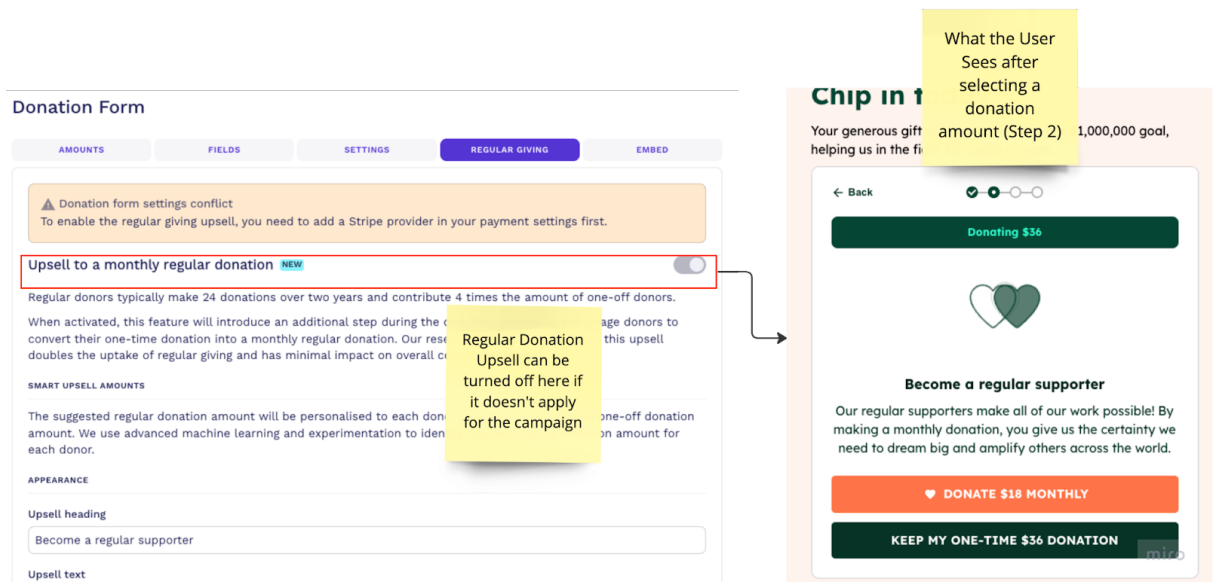 What the User
Sees after
selecting a
donation
amount (Step 2)
Donation Form
AMOUNTS
FIELDS
SETTINGS
REGULAR GIVING
EMBED
Donation form settings conflict
To enable the regular giving upsell, you need to add a Stripe provider in your payment settings first.
Upsell to a monthly regular donation NEW
Regular donors typically make 24 donations over two years and contribute 4 times the amount of one-off donors.
When activated, this feature will introduce an additional step during the age donors to
convert their one-time donation into a monthly regular donation. Our this upsell
doubles the uptake of regular giving and has minimal impact on overall
SMART UPSELL AMOUNTS
The suggested regular donation amount will be personalised to each one-off donation
amount. We use advanced machine learning and experimentation to amount for
each donor.
APPEARANCE
Upsell heading
Become a regular supporter
Upsell text
Regular Donation
Upsell can be
turned off here if
it doesn't apply
for the campaign
Chip in
Your generous gift 1,000,000 goal,
helping us in the
Back
Donating $36
Become a regular supporter
Our regular supporters make all of our work possible! By
making a monthly donation, you give us the certainty we
need to dream big and amplify others across the world.
DONATE $18 MONTHLY
KEEP MY ONE-TIME $36 DONATION
miro